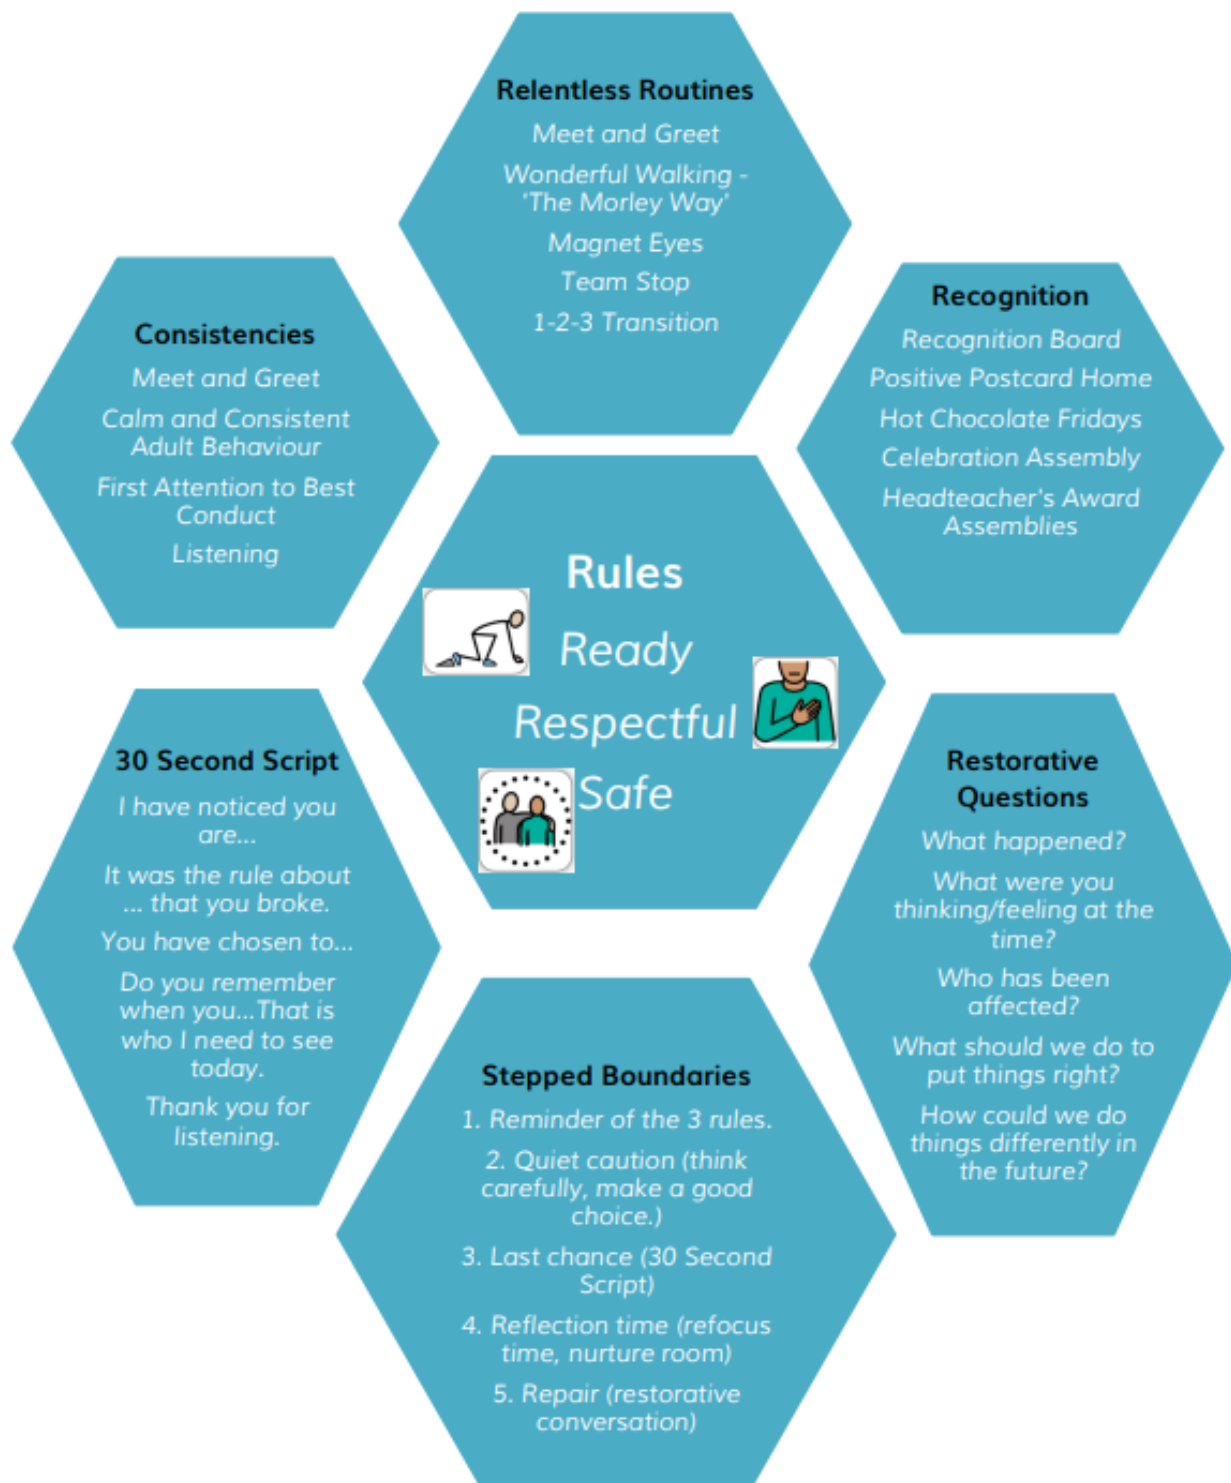 Relentless Routines
Meet and Greet
Wonderful Walking -
'The Morley Way'
Magnet Eyes
Team Stop
1-2-3 Transition
Consistencies
Meet and Greet
Calm and Consistent
Adult Behaviour
First Attention to Best
Conduct
Listening
Recognition
Recognition Board
Positive Postcard Home
Hot Chocolate Fridays
Celebration Assembly
Headteacher's Award
Assemblies
Rules
Ready
Respectful
Safe
30 Second Script
I have noticed you
are...
It was the rule about
... that you broke.
You have chosen to...
Do you remember
when you...That is
who I need to see
today.
Thank you for
listening.
Restorative
Questions
What happened?
What were you
thinking/feeling at the
time?
Who has been
affected?
What should we do to
put things right?
How could we do
things differently in
the future?
Stepped Boundaries
1. Reminder of the 3 rules.
2. Quiet caution (think
carefully, make a good
choice.)
3. Last chance (30 Second
Script)
4. Reflection time (refocus
time, nurture room)
5. Repair (restorative
conversation)